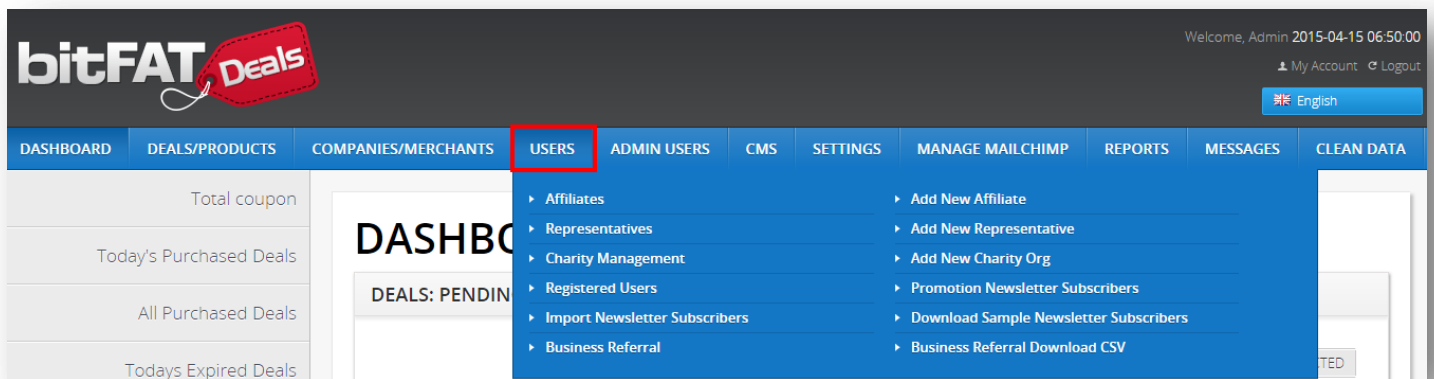 bitFAT Deals
Welcome, Admin 2015-04-15 06:50:00
My Account Logout
English
DASHBOARD DEALS/PRODUCTS COMPANIES/MERCHANTS USERS ADMIN USERS CMS SETTINGS MANAGE MAILCHIMP REPORTS MESSAGES CLEAN DATA
Total coupon
Today's Purchased Deals
All Purchased Deals
Todays Expired Deals
DASHBO
DEALS: PENDIN
Affiliates
Representatives
Charity Management
Registered Users
Import Newsletter Subscribers
Business Referral
Add New Affiliate
Add New Representative
Add New Charity Org
Promotion Newsletter Subscribers
Download Sample Newsletter Subscribers
Business Referral Download CSV
TED